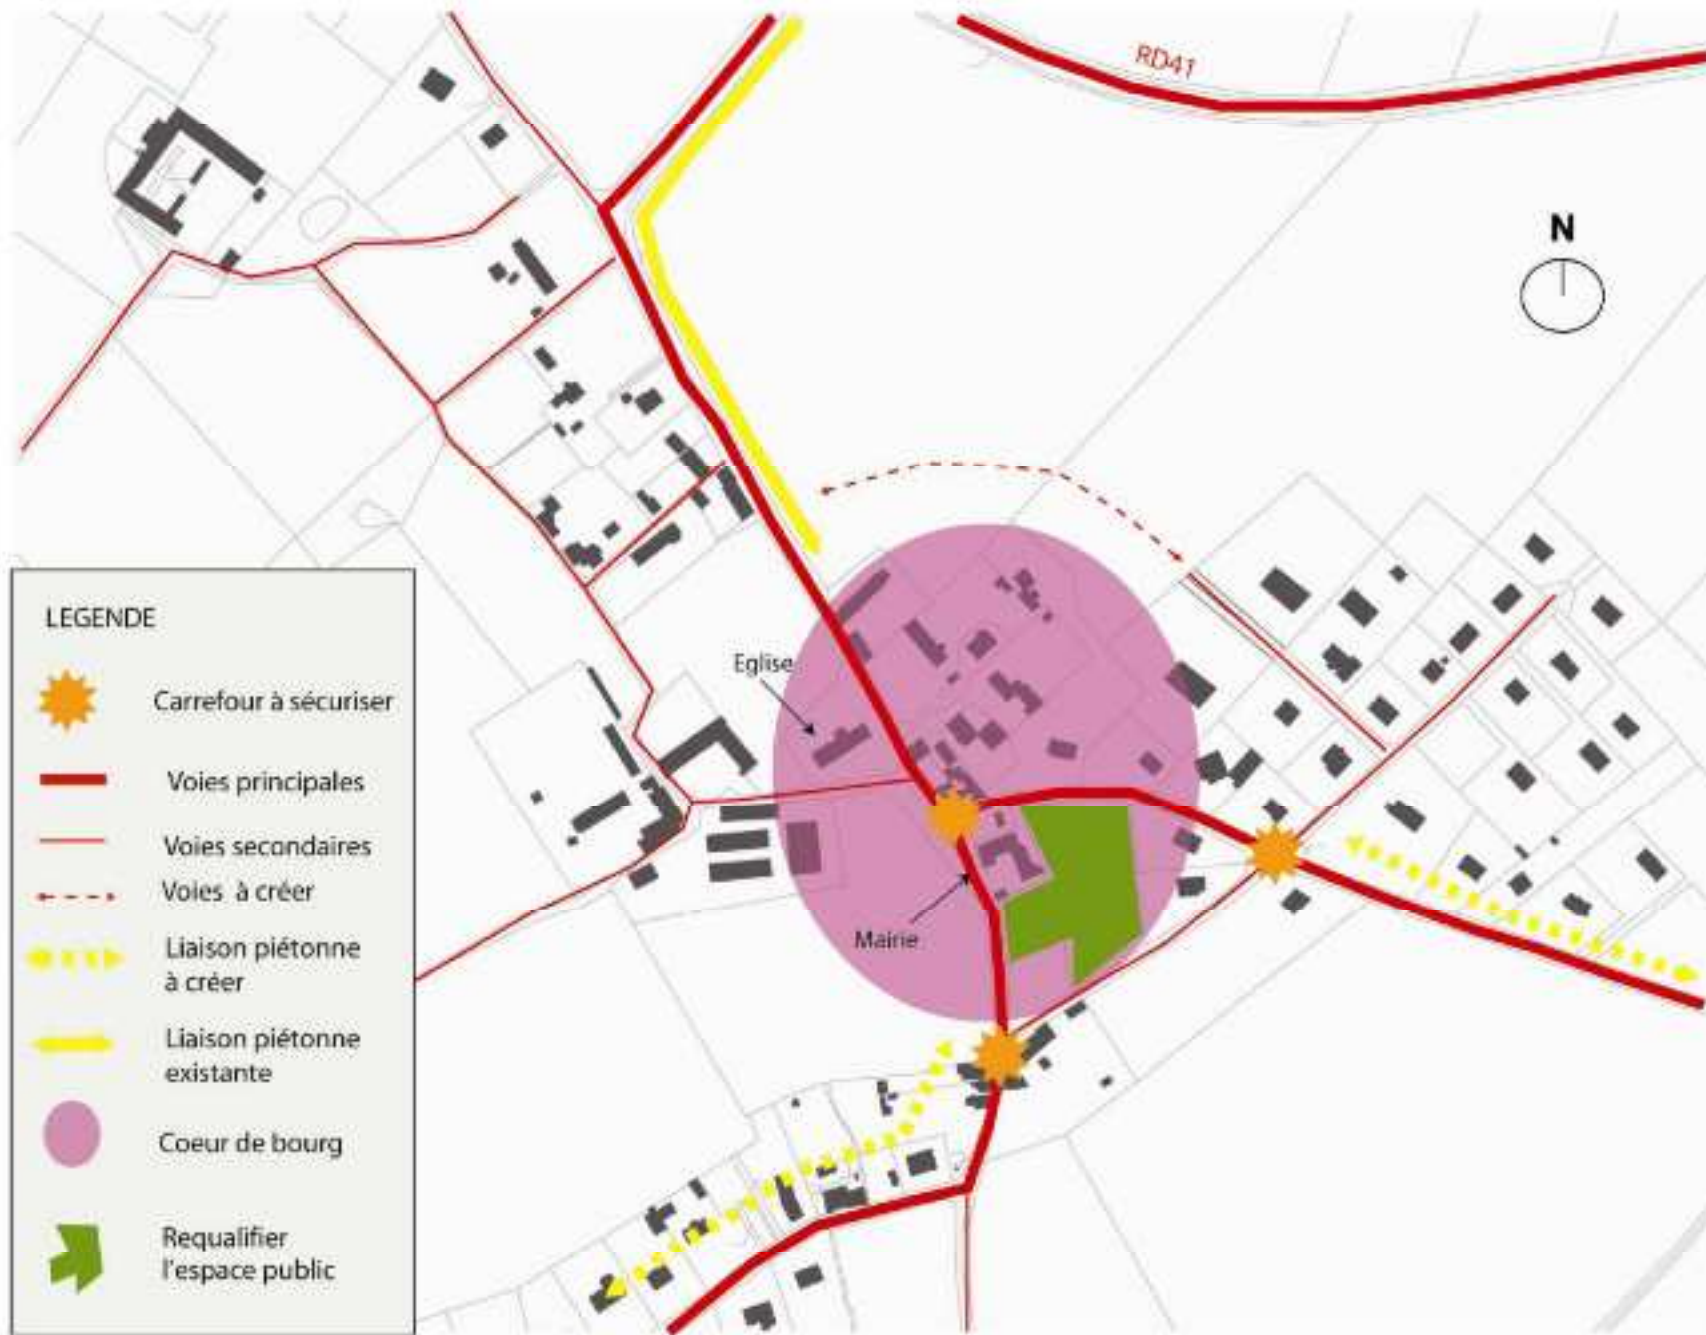 RD41
N
Eglise
Mairie
LEGENDE
Carrefour à sécuriser
Voies principales
Voies secondaires
Voies à créer
Liaison piétonne
à créer
Liaison piétonne
existante
Coeur de bourg
Requalifier
l'espace public